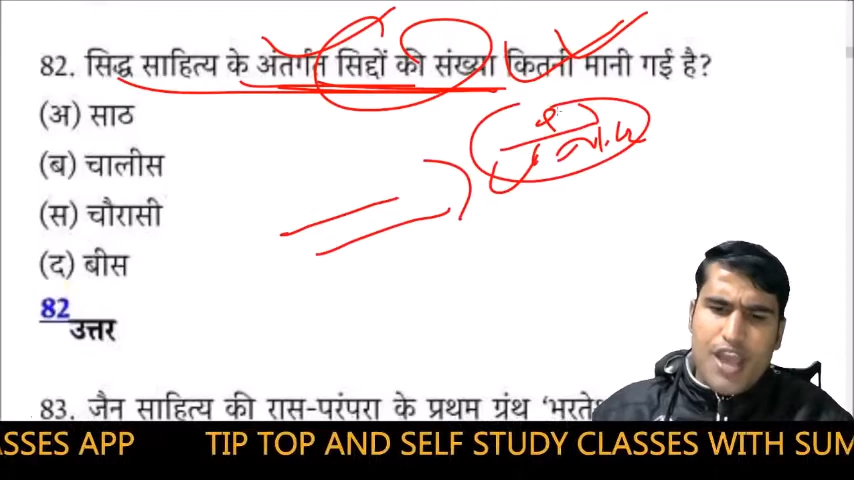 82. सिद्ध साहित्य के अंतर्गत सिद्दों की संख्या कितनी मानी गई है?
(अ) साठ
(ब) चालीस
(स) चौरासी
(द) बीस
82
उत्तर
83. जैन साहित्य की रास-परंपरा के प्रथम ग्रंथ 'भरते
ASSES APP TIP TOP AND SELF STUDY CLASSES WITH SUM